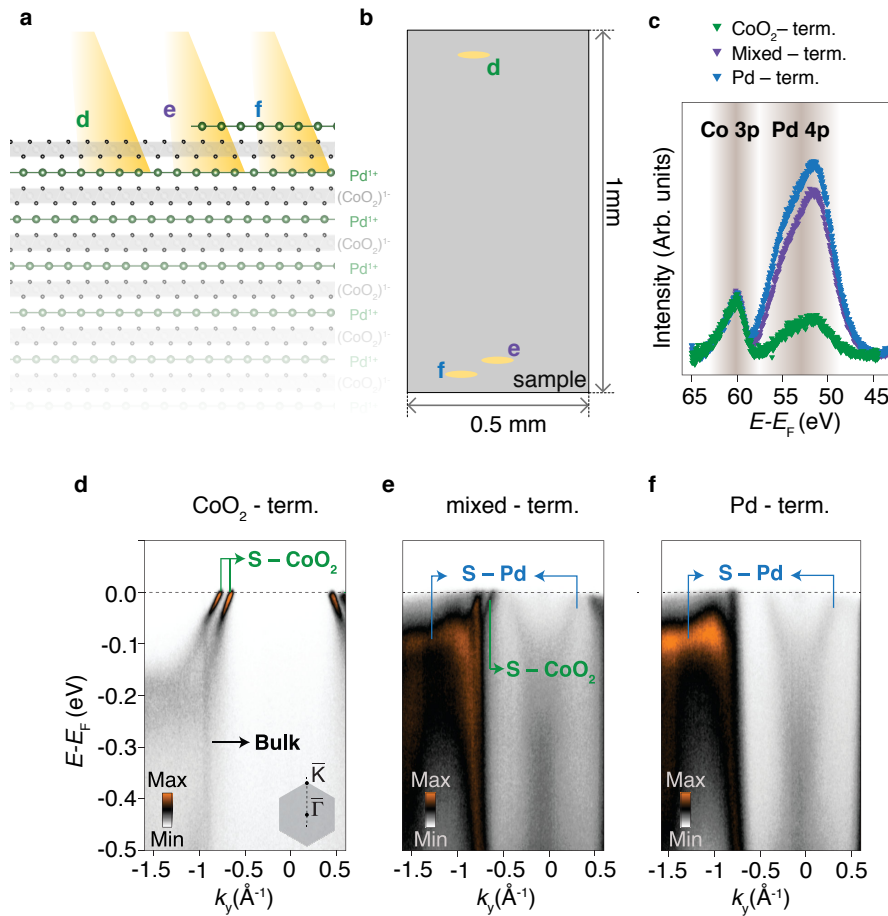 a
d
e
f
Pd¹⁺
(CoO₂)¹⁻
Pd¹⁺
(CoO₂)¹⁻
Pd¹⁺
(CoO₂)¹⁻
Pd¹⁺
(CoO₂)¹⁻
Pd¹⁺
(CoO₂)¹⁻
Pd¹⁺
b
d
e
f
sample
1mm
0.5 mm
c
CoO₂– term.
Mixed – term.
Pd – term.
Co 3p Pd 4p
Intensity (Arb. units)
65 60 55 50 45
E-E_F (eV)
d
CoO₂ - term.
S – CoO₂
Bulk
Max
Min
K̅
Γ̅
E-E_F (eV)
0.0
-0.1
-0.2
-0.3
-0.4
-0.5
-1.5 -1 -0.5 0 0.5
k_y(Å⁻¹)
e
mixed - term.
S – Pd
S – CoO₂
Max
Min
-1.5 -1 -0.5 0 0.5
k_y(Å⁻¹)
f
Pd - term.
S – Pd
Max
Min
-1.5 -1 -0.5 0 0.5
k_y(Å⁻¹)